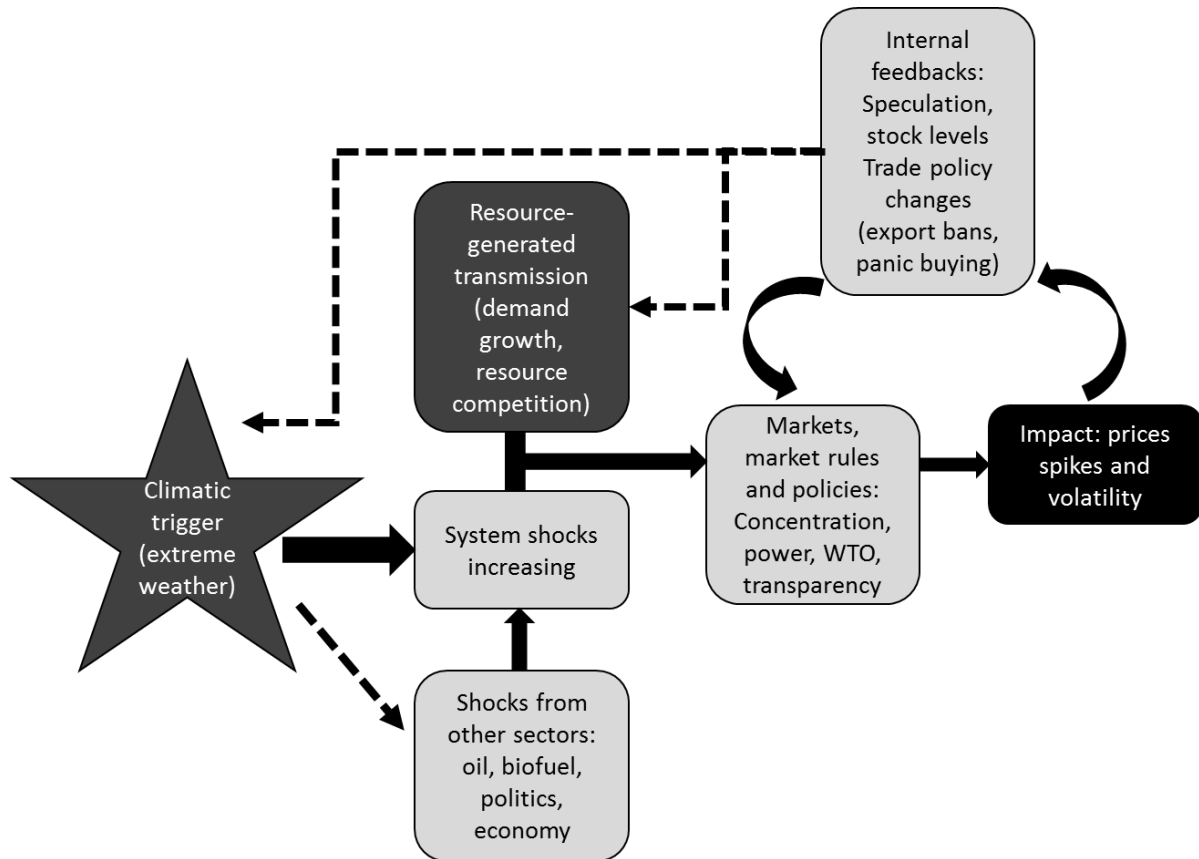 Internal
feedbacks:
Speculation,
stock levels
Trade policy
changes
(export bans,
panic buying)
Resource-
generated
transmission
(demand
growth,
resource
competition)
Climatic
trigger
(extreme
weather)
System shocks
increasing
Markets,
market rules
and policies:
Concentration,
power, WTO,
transparency
Impact: prices
spikes and
volatility
Shocks from
other sectors:
oil, biofuel,
politics,
economy